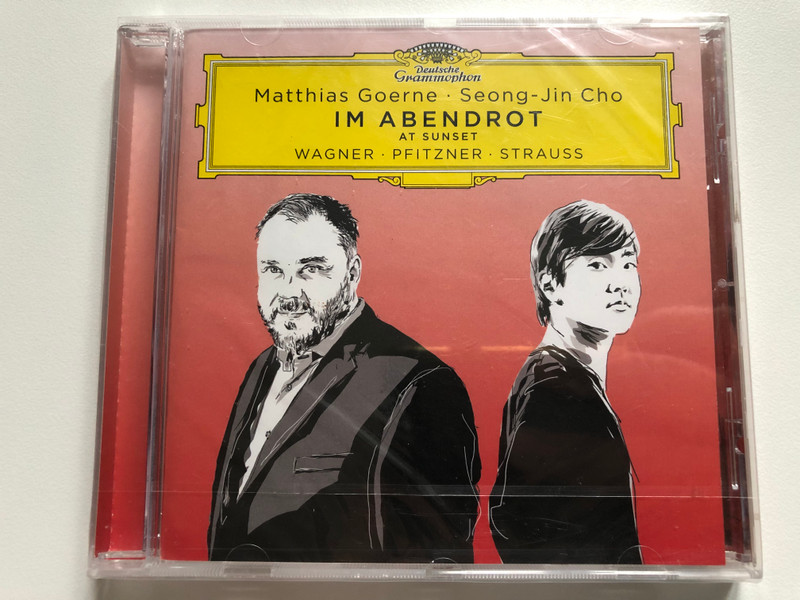 Deutsche
Grammophon
Matthias Goerne · Seong-Jin Cho
IM ABENDROT
AT SUNSET
WAGNER · PFITZNER · STRAUSS